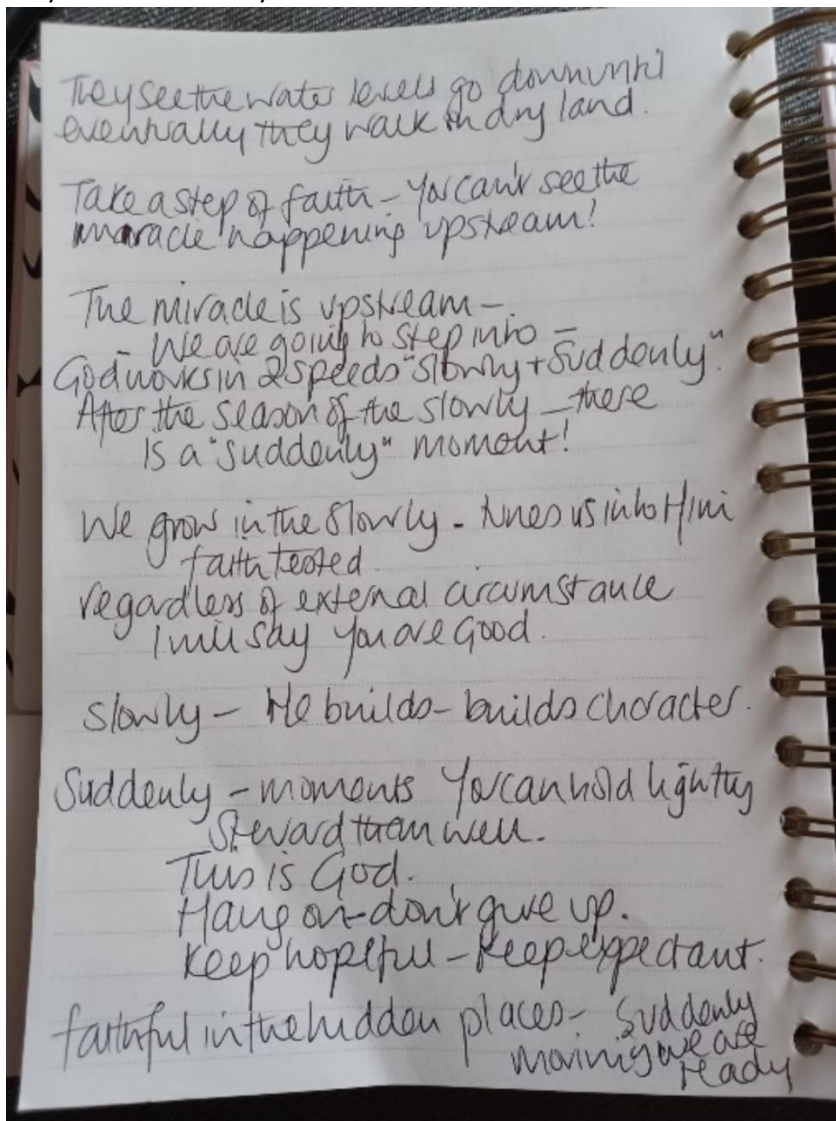 They see the water levels go down until
eventually they walk on dry land.
Take a step of faith - You can't see the
miracle happening upstream!
The miracle is upstream -
- We are going to step into -
God works in 2 speeds "slowly + Suddenly".
After the season of the slowly - there
Is a "suddenly" moment!
We grow in the slowly - tunes us into Him
faith tested.
regardless of external circumstance
I will say You are Good.
Slowly - He builds - builds character.
Suddenly - moments You can hold lightly
Steward them well.
This is God.
Hang on - don't give up.
Keep hopeful - Keep expectant.
faithful in the hidden places - Suddenly
we are
ready